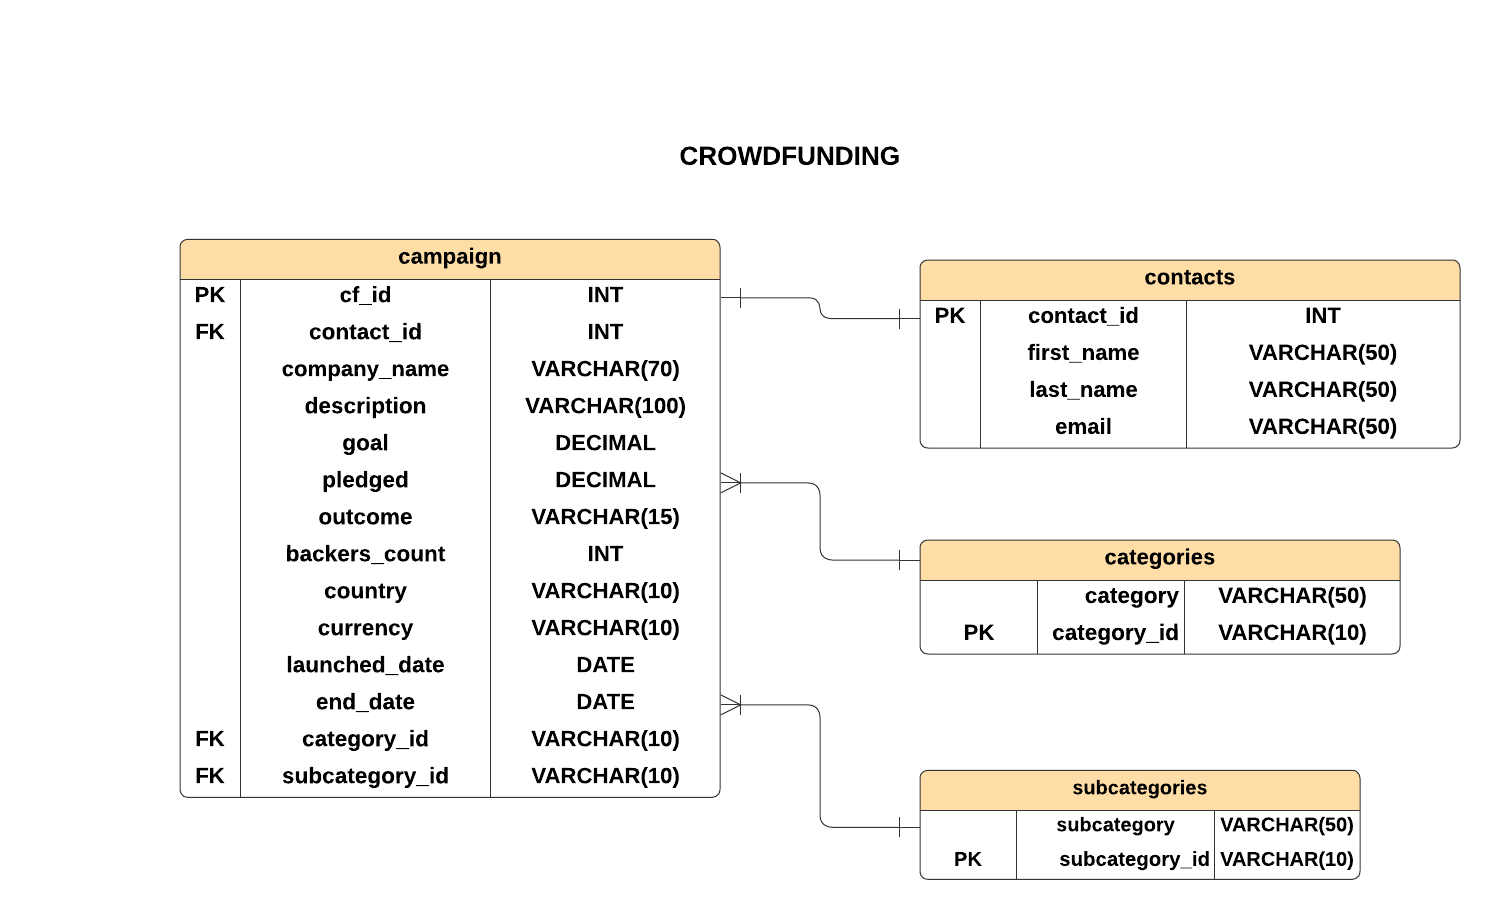 CROWDFUNDING
campaign
PK cf_id INT
FK contact_id INT
company_name VARCHAR(70)
description VARCHAR(100)
goal DECIMAL
pledged DECIMAL
outcome VARCHAR(15)
backers_count INT
country VARCHAR(10)
currency VARCHAR(10)
launched_date DATE
end_date DATE
FK category_id VARCHAR(10)
FK subcategory_id VARCHAR(10)
contacts
PK contact_id INT
first_name VARCHAR(50)
last_name VARCHAR(50)
email VARCHAR(50)
categories
category VARCHAR(50)
PK category_id VARCHAR(10)
subcategories
subcategory VARCHAR(50)
PK subcategory_id VARCHAR(10)